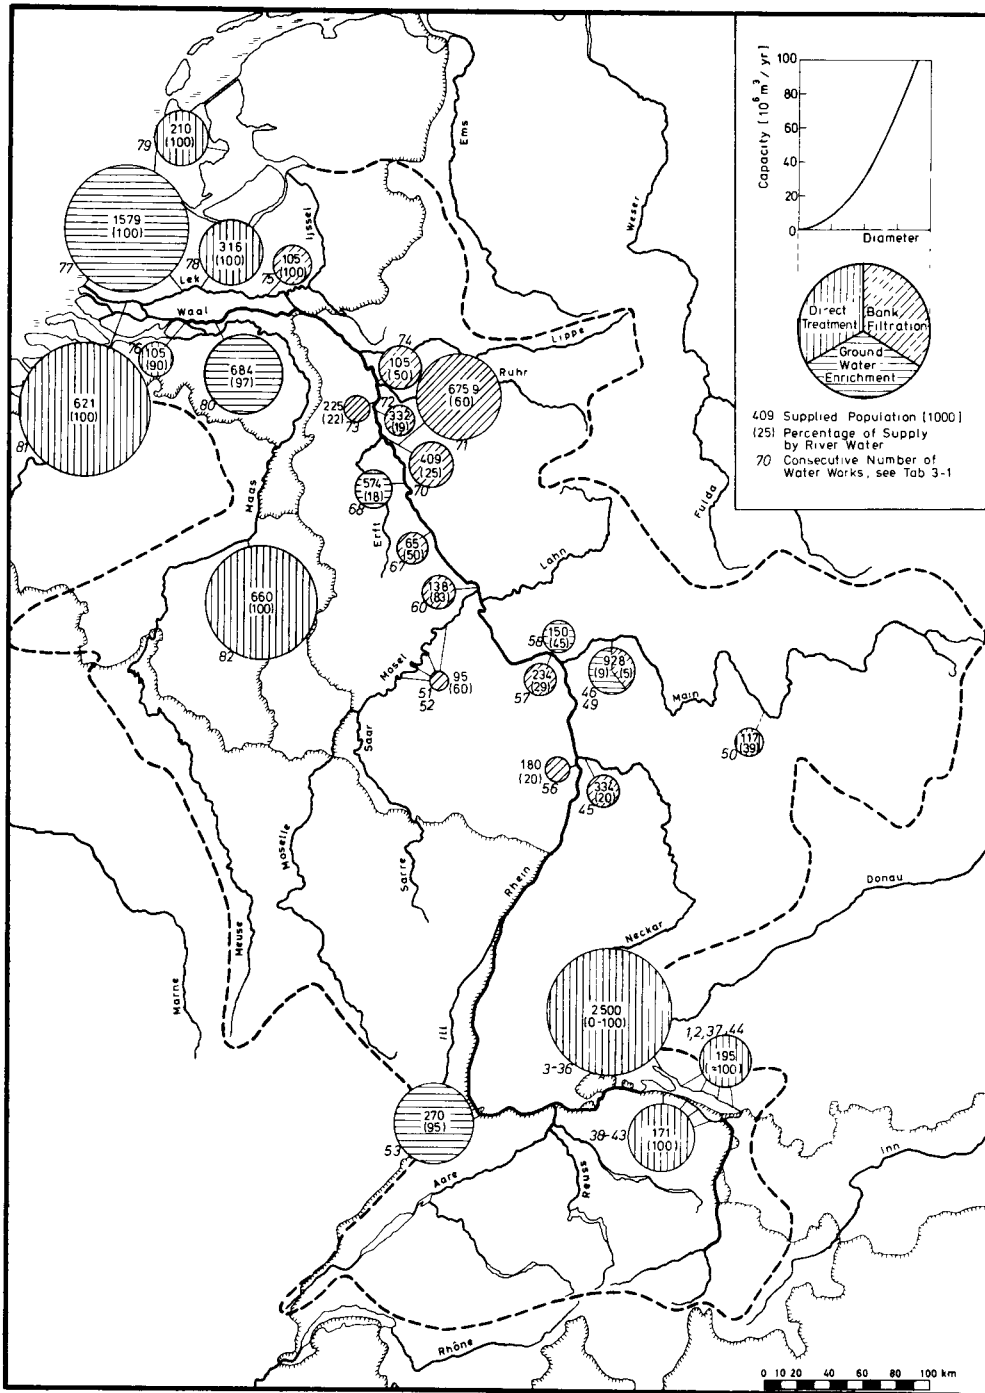 Capacity [10⁶ m³/yr]
100
80
60
40
20
0
Diameter
Direct
Treatment
Bank
Filtration
Ground
Water
Enrichment
409 Supplied Population [1000]
(25) Percentage of Supply
by River Water
70 Consecutive Number of
Water Works, see Tab 3-1
Ems
Weser
210
(100)
79
1579
(100)
77
316
(100)
78
105
(100)
75
Ijssel
Lek
Waal
76
105
(90)
684
(97)
80
621
(100)
81
74
105
(50)
Lippe
Ruhr
675 9
(60)
71
72
332
(19)
225
(22)
73
409
(25)
70
574
(18)
68
Erft
Maas
Fulda
65
(50)
67
Lahn
138
(83)
60
660
(100)
82
150
(45)
58
234
(29)
57
928
(9)
(5)
46
49
Main
Mosel
95
(60)
51
52
Saar
117
(39)
50
180
(20)
56
334
(20)
45
Moselle
Sarre
Rhein
Donau
Neckar
Meuse
Marne
Ill
2500
(0-100)
3-36
1,2,37-44
195
(≈100)
270
(95)
53
171
(100)
38-43
Aare
Reuss
Inn
Rhône
0 10 20 40 60 80 100 km